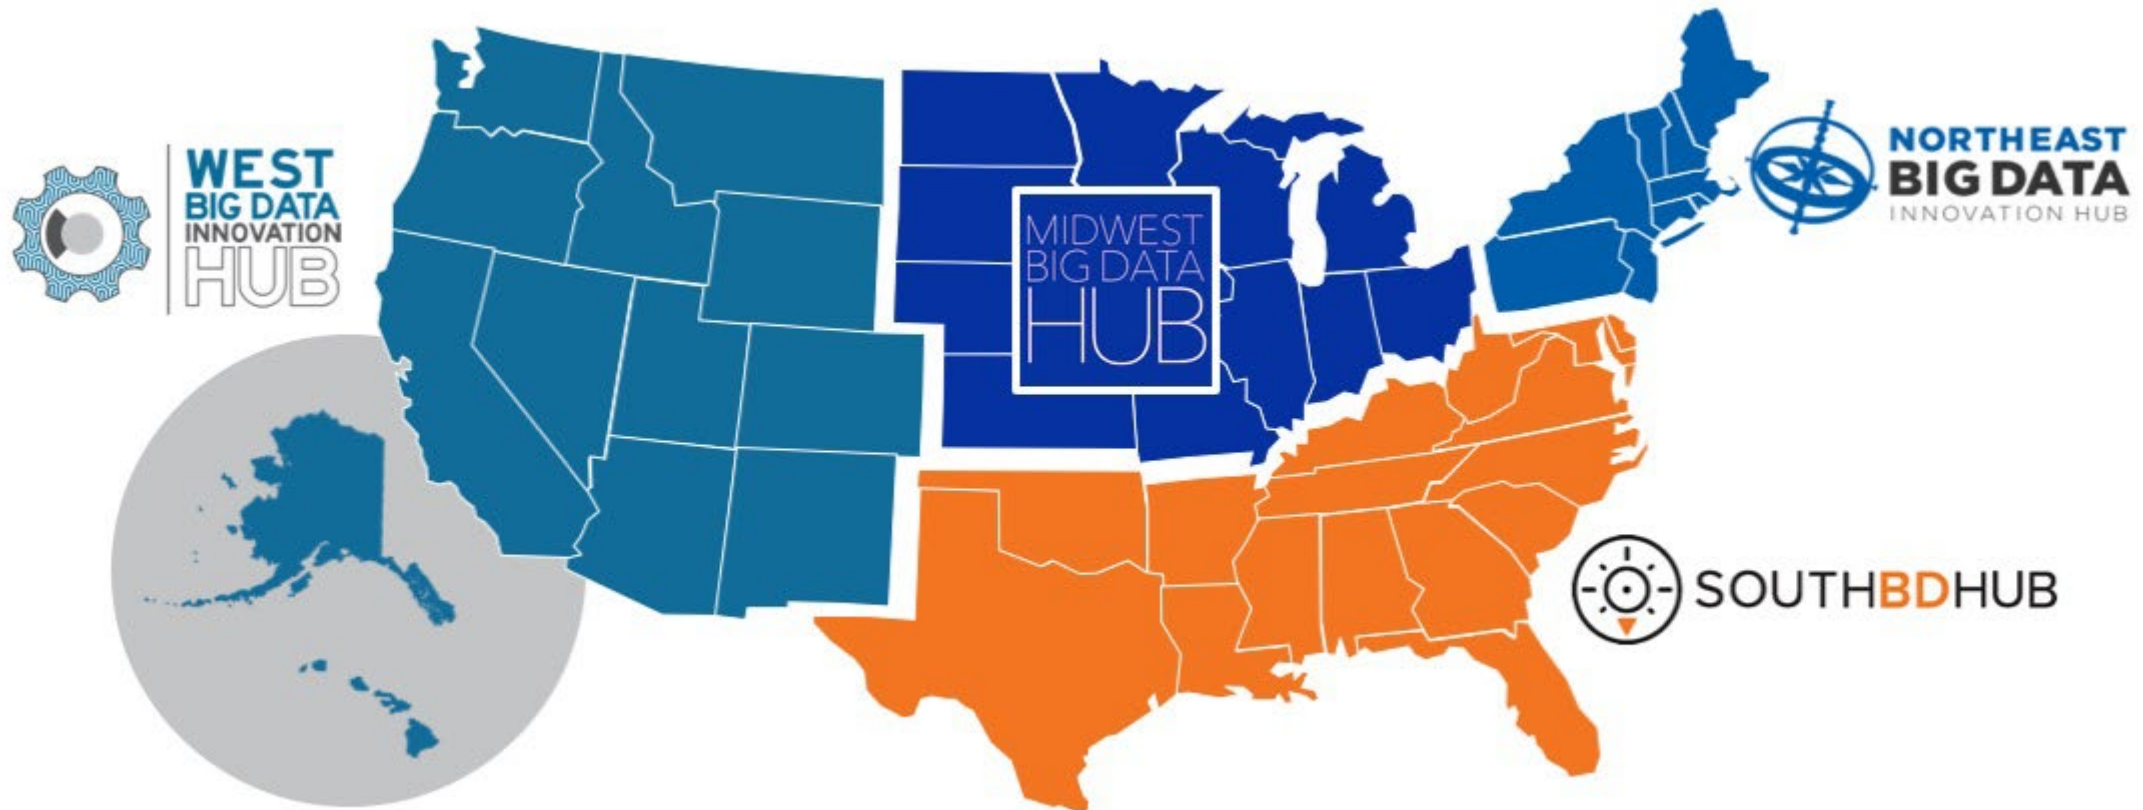 WEST
BIG DATA
INNOVATION
HUB
MIDWEST
BIG DATA
HUB
NORTHEAST
BIG DATA
INNOVATION HUB
SOUTHBDHUB